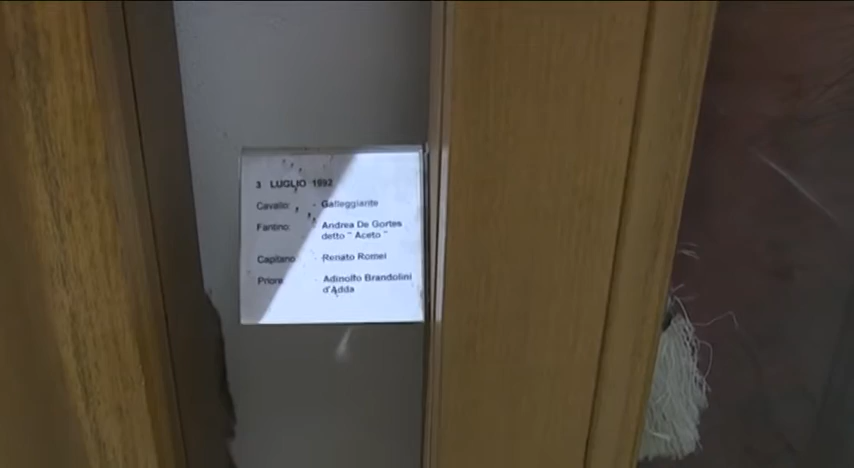 3 LUGLIO 1992
Cavallo: - Galleggiante
Fantino: - Andrea De Gortes
detto " Aceto "
Capitano - Renato Romei
Priore - Adinolfo Brandolini
d'Adda